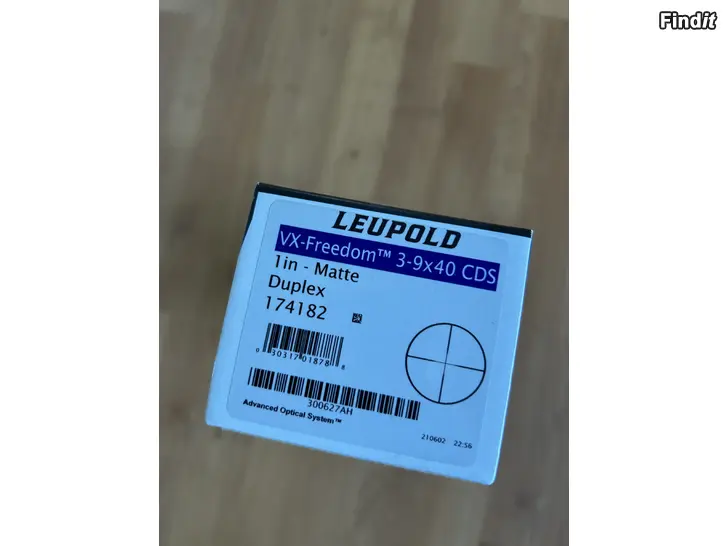 Findit
LEUPOLD
VX-Freedom™ 3-9x40 CDS
1in - Matte
Duplex
174182
0 30317 01878 8
300627AH
Advanced Optical System™
210602 22:56